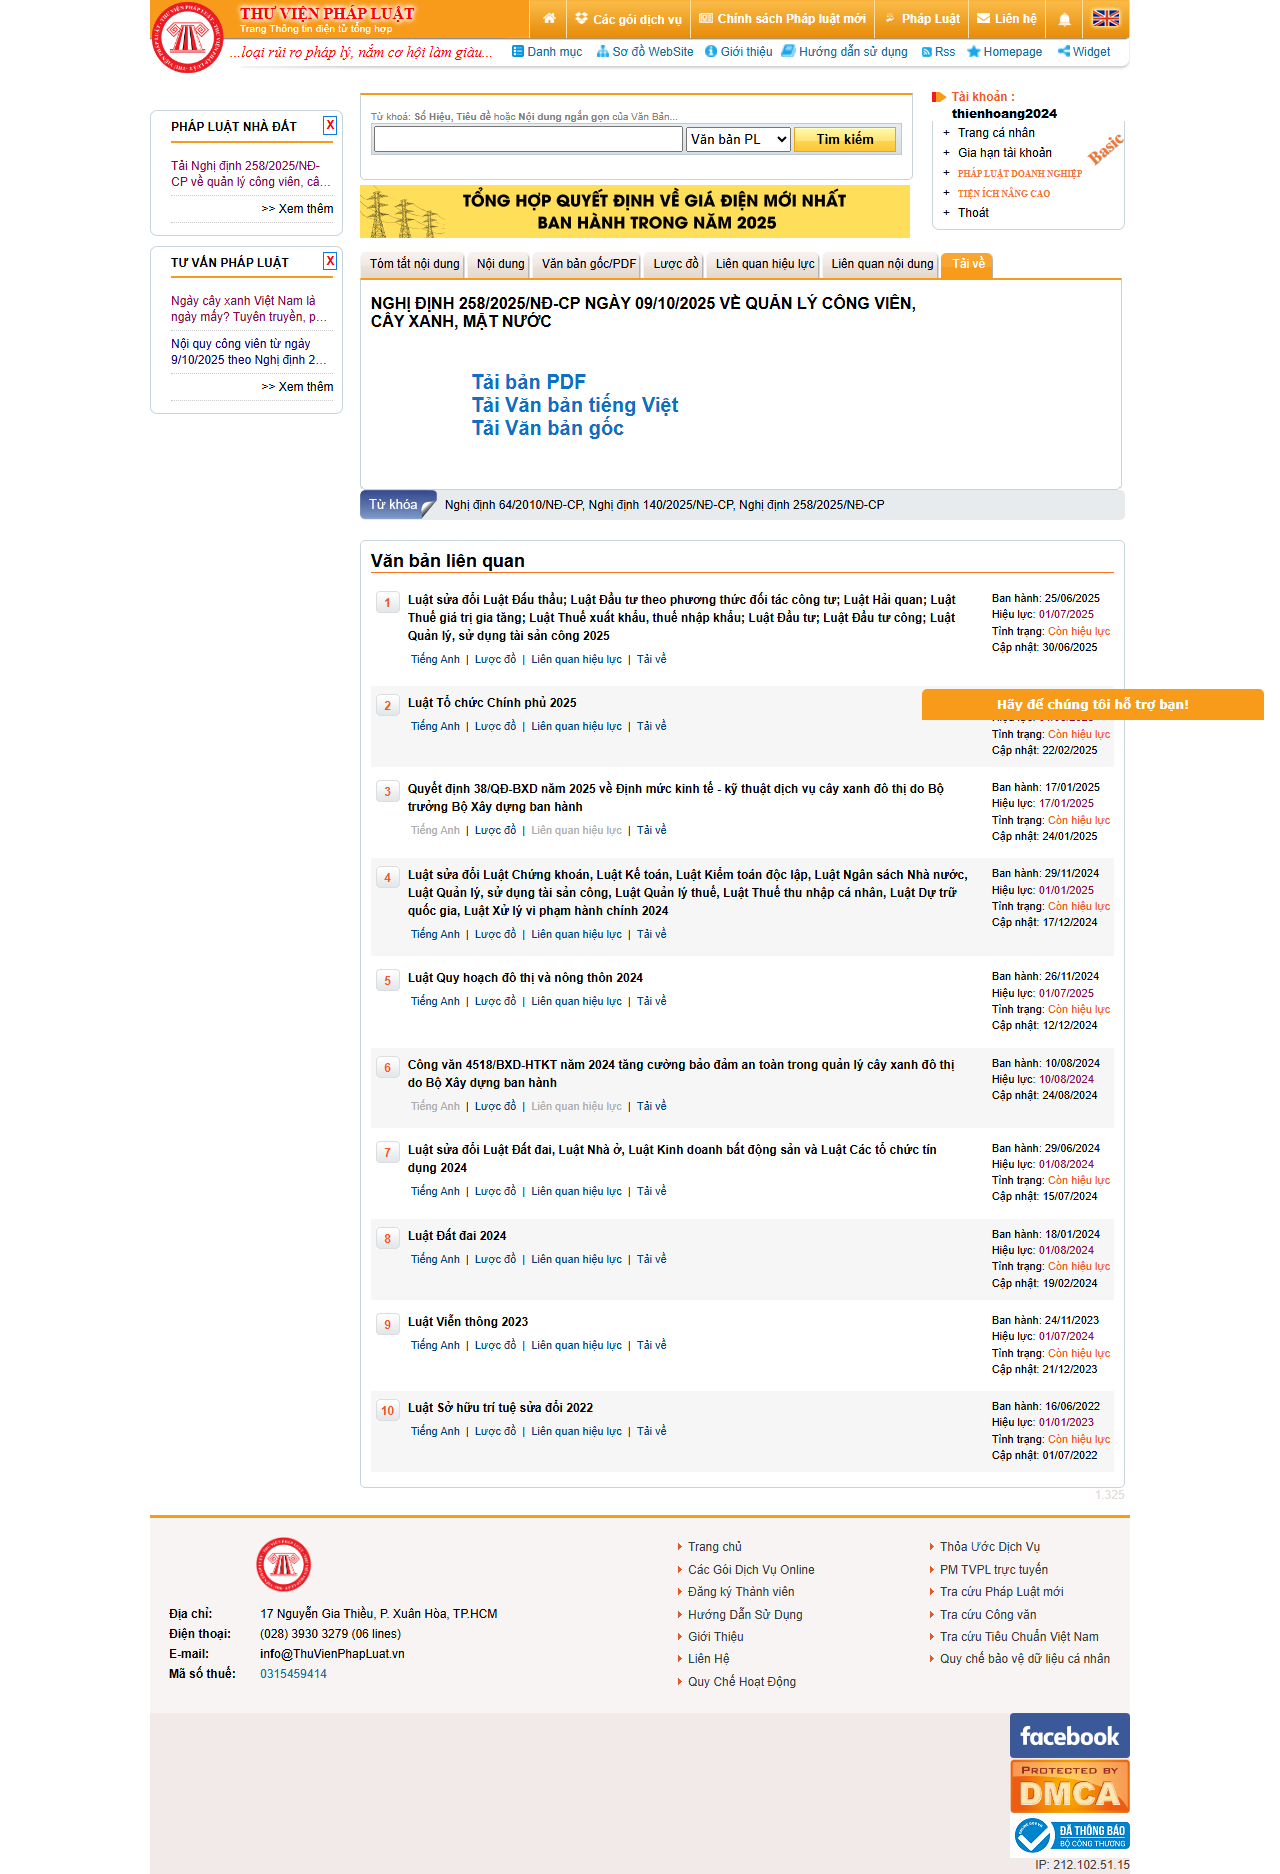 THƯ VIỆN PHÁP LUẬT
Trang Thông tin điện tử tổng hợp
Các gói dịch vụ
Chính sách Pháp luật mới
Pháp Luật
Liên hệ
...loại rủi ro pháp lý, nắm cơ hội làm giàu...
Danh mục
Sơ đồ WebSite
Giới thiệu
Hướng dẫn sử dụng
Rss
Homepage
Widget
PHÁP LUẬT NHÀ ĐẤT
X
Tải Nghị định 258/2025/NĐ-
CP về quản lý công viên, câ...
>> Xem thêm
TƯ VẤN PHÁP LUẬT
X
Ngày cây xanh Việt Nam là
ngày mấy? Tuyên truyền, p...
Nội quy công viên từ ngày
9/10/2025 theo Nghị định 2...
>> Xem thêm
Từ khoá: Số Hiệu, Tiêu đề hoặc Nội dung ngắn gọn của Văn Bản...
Văn bản PL
Tìm kiếm
Tài khoản :
thienhoang2024
+ Trang cá nhân
+ Gia hạn tài khoản
+ PHÁP LUẬT DOANH NGHIỆP
+ TIỆN ÍCH NÂNG CAO
+ Thoát
Basic
TỔNG HỢP QUYẾT ĐỊNH VỀ GIÁ ĐIỆN MỚI NHẤT
BAN HÀNH TRONG NĂM 2025
Tóm tắt nội dung
Nội dung
Văn bản gốc/PDF
Lược đồ
Liên quan hiệu lực
Liên quan nội dung
Tải về
NGHỊ ĐỊNH 258/2025/NĐ-CP NGÀY 09/10/2025 VỀ QUẢN LÝ CÔNG VIÊN,
CÂY XANH, MẶT NƯỚC
Tải bản PDF
Tải Văn bản tiếng Việt
Tải Văn bản gốc
Từ khóa
Nghị định 64/2010/NĐ-CP, Nghị định 140/2025/NĐ-CP, Nghị định 258/2025/NĐ-CP
Văn bản liên quan
1
Luật sửa đổi Luật Đấu thầu; Luật Đầu tư theo phương thức đối tác công tư; Luật Hải quan; Luật
Thuế giá trị gia tăng; Luật Thuế xuất khẩu, thuế nhập khẩu; Luật Đầu tư; Luật Đầu tư công; Luật
Quản lý, sử dụng tài sản công 2025
Tiếng Anh | Lược đồ | Liên quan hiệu lực | Tải về
Ban hành: 25/06/2025
Hiệu lực: 01/07/2025
Tình trạng: Còn hiệu lực
Cập nhật: 30/06/2025
2
Luật Tổ chức Chính phủ 2025
Tiếng Anh | Lược đồ | Liên quan hiệu lực | Tải về
Hãy để chúng tôi hỗ trợ bạn!
Tình trạng: Còn hiệu lực
Cập nhật: 22/02/2025
3
Quyết định 38/QĐ-BXD năm 2025 về Định mức kinh tế - kỹ thuật dịch vụ cây xanh đô thị do Bộ
trưởng Bộ Xây dựng ban hành
Tiếng Anh | Lược đồ | Liên quan hiệu lực | Tải về
Ban hành: 17/01/2025
Hiệu lực: 17/01/2025
Tình trạng: Còn hiệu lực
Cập nhật: 24/01/2025
4
Luật sửa đổi Luật Chứng khoán, Luật Kế toán, Luật Kiểm toán độc lập, Luật Ngân sách Nhà nước,
Luật Quản lý, sử dụng tài sản công, Luật Quản lý thuế, Luật Thuế thu nhập cá nhân, Luật Dự trữ
quốc gia, Luật Xử lý vi phạm hành chính 2024
Tiếng Anh | Lược đồ | Liên quan hiệu lực | Tải về
Ban hành: 29/11/2024
Hiệu lực: 01/01/2025
Tình trạng: Còn hiệu lực
Cập nhật: 17/12/2024
5
Luật Quy hoạch đô thị và nông thôn 2024
Tiếng Anh | Lược đồ | Liên quan hiệu lực | Tải về
Ban hành: 26/11/2024
Hiệu lực: 01/07/2025
Tình trạng: Còn hiệu lực
Cập nhật: 12/12/2024
6
Công văn 4518/BXD-HTKT năm 2024 tăng cường bảo đảm an toàn trong quản lý cây xanh đô thị
do Bộ Xây dựng ban hành
Tiếng Anh | Lược đồ | Liên quan hiệu lực | Tải về
Ban hành: 10/08/2024
Hiệu lực: 10/08/2024
Cập nhật: 24/08/2024
7
Luật sửa đổi Luật Đất đai, Luật Nhà ở, Luật Kinh doanh bất động sản và Luật Các tổ chức tín
dụng 2024
Tiếng Anh | Lược đồ | Liên quan hiệu lực | Tải về
Ban hành: 29/06/2024
Hiệu lực: 01/08/2024
Tình trạng: Còn hiệu lực
Cập nhật: 15/07/2024
8
Luật Đất đai 2024
Tiếng Anh | Lược đồ | Liên quan hiệu lực | Tải về
Ban hành: 18/01/2024
Hiệu lực: 01/08/2024
Tình trạng: Còn hiệu lực
Cập nhật: 19/02/2024
9
Luật Viễn thông 2023
Tiếng Anh | Lược đồ | Liên quan hiệu lực | Tải về
Ban hành: 24/11/2023
Hiệu lực: 01/07/2024
Tình trạng: Còn hiệu lực
Cập nhật: 21/12/2023
10
Luật Sở hữu trí tuệ sửa đổi 2022
Tiếng Anh | Lược đồ | Liên quan hiệu lực | Tải về
Ban hành: 16/06/2022
Hiệu lực: 01/01/2023
Tình trạng: Còn hiệu lực
Cập nhật: 01/07/2022
1.325
Địa chỉ: 17 Nguyễn Gia Thiều, P. Xuân Hòa, TP.HCM
Điện thoại: (028) 3930 3279 (06 lines)
E-mail: info@ThuVienPhapLuat.vn
Mã số thuế: 0315459414
Trang chủ
Các Gói Dịch Vụ Online
Đăng ký Thành viên
Hướng Dẫn Sử Dụng
Giới Thiệu
Liên Hệ
Quy Chế Hoạt Động
Thỏa Ước Dịch Vụ
PM TVPL trực tuyến
Tra cứu Pháp Luật mới
Tra cứu Công văn
Tra cứu Tiêu Chuẩn Việt Nam
Quy chế bảo vệ dữ liệu cá nhân
facebook
PROTECTED BY
DMCA
ĐÃ THÔNG BÁO
BỘ CÔNG THƯƠNG
IP: 212.102.51.15